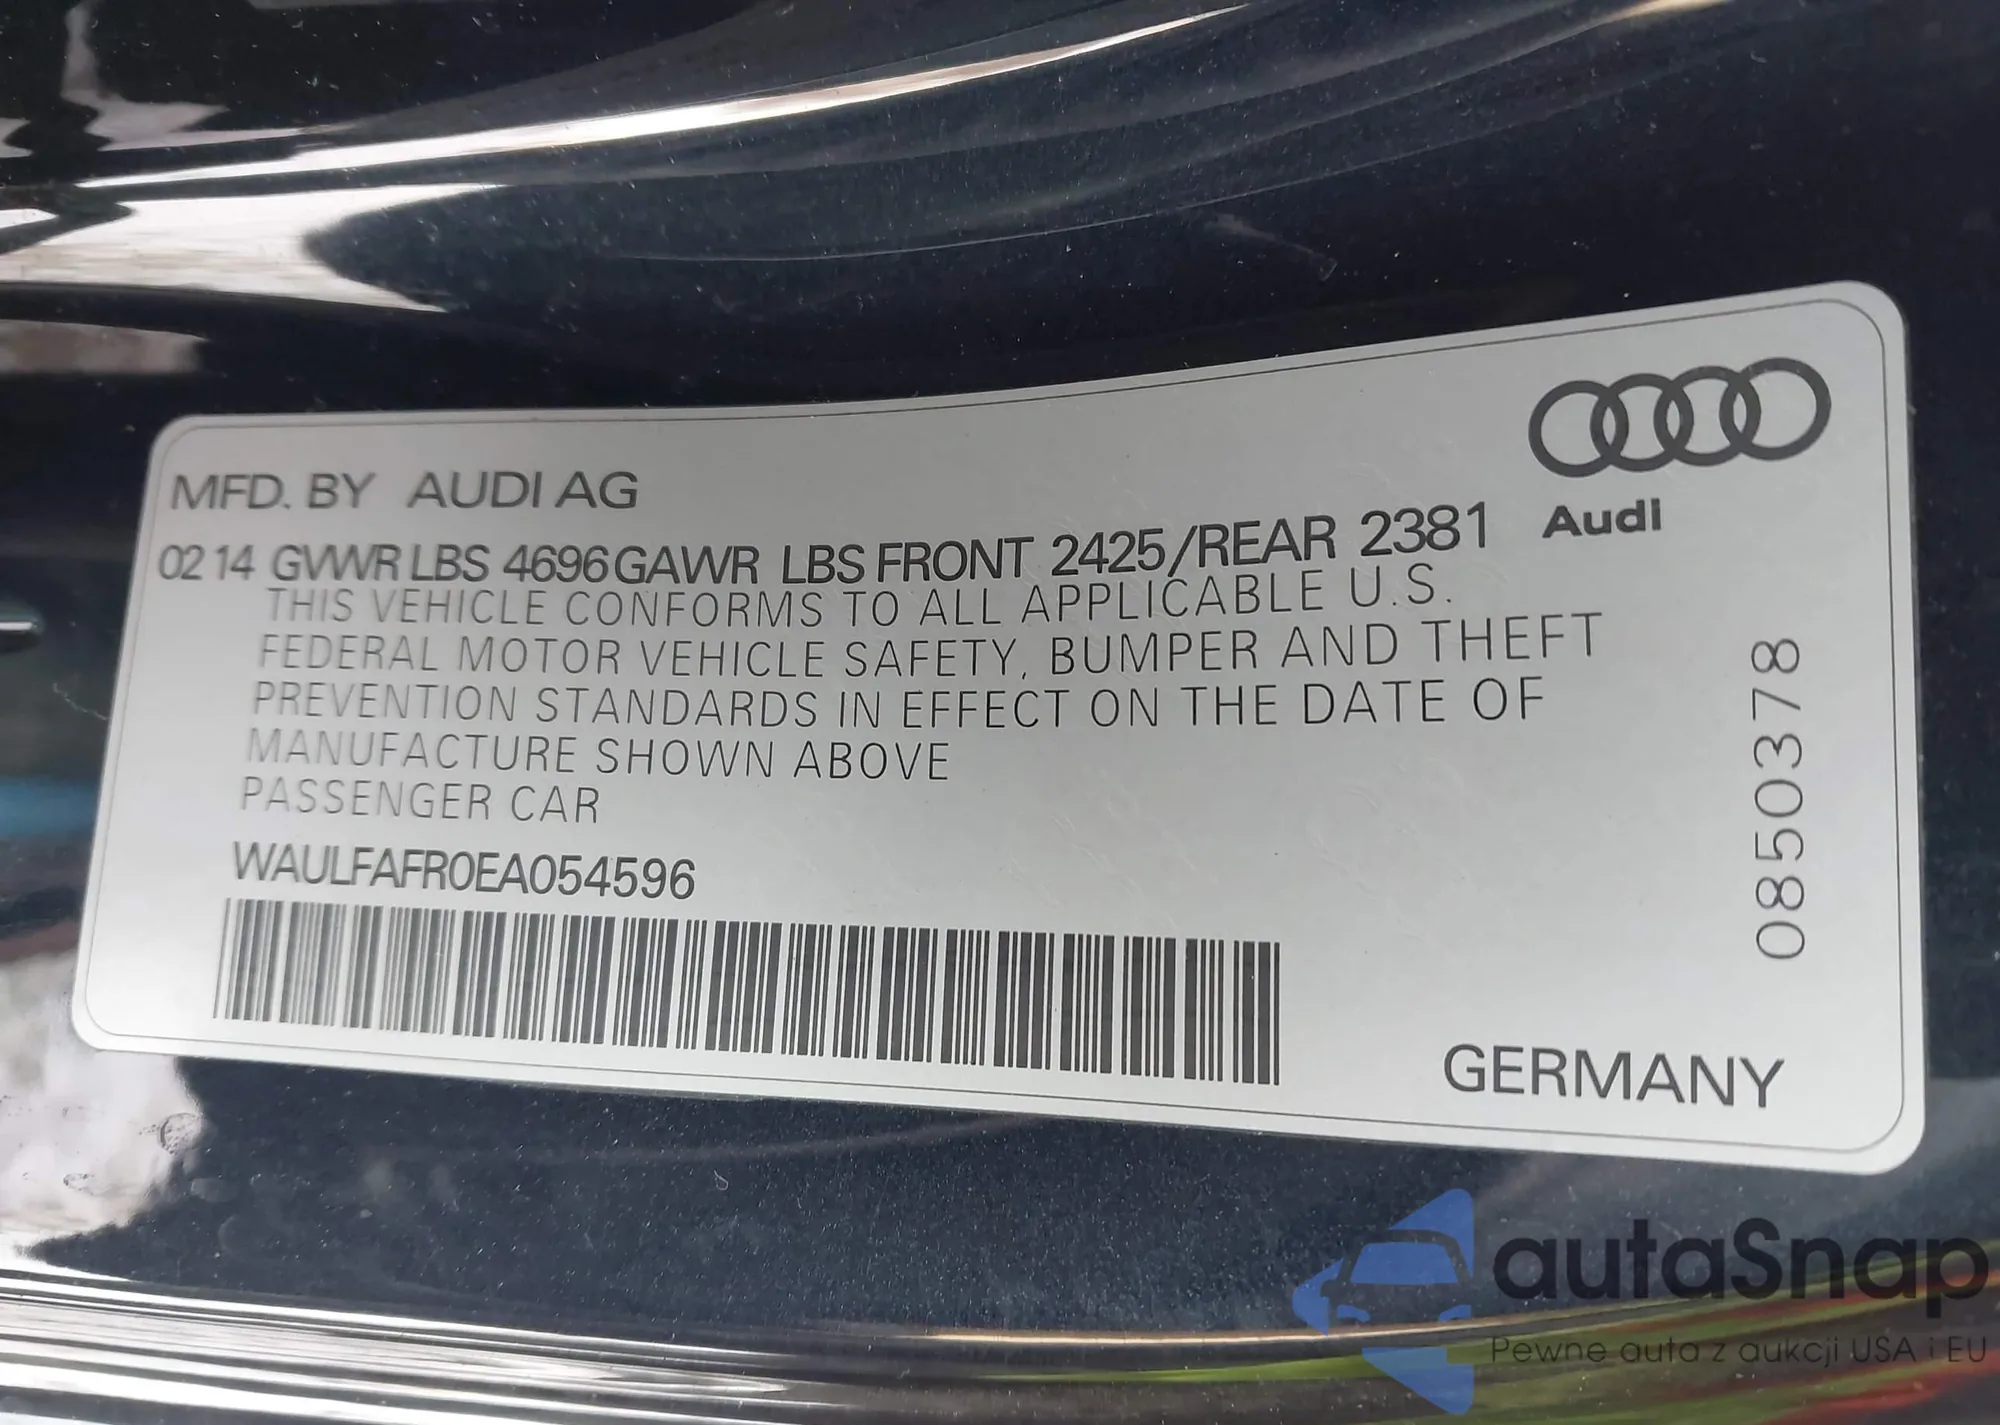 MFD. BY AUDI AG
02 14 GVWR LBS 4696 GAWR LBS FRONT 2425/REAR 2381
THIS VEHICLE CONFORMS TO ALL APPLICABLE U.S.
FEDERAL MOTOR VEHICLE SAFETY, BUMPER AND THEFT
PREVENTION STANDARDS IN EFFECT ON THE DATE OF
MANUFACTURE SHOWN ABOVE
PASSENGER CAR
WAULFAFR0EA054596
Audi
0850378
GERMANY
autaSnap
Pewne auta z aukcji USA i EU